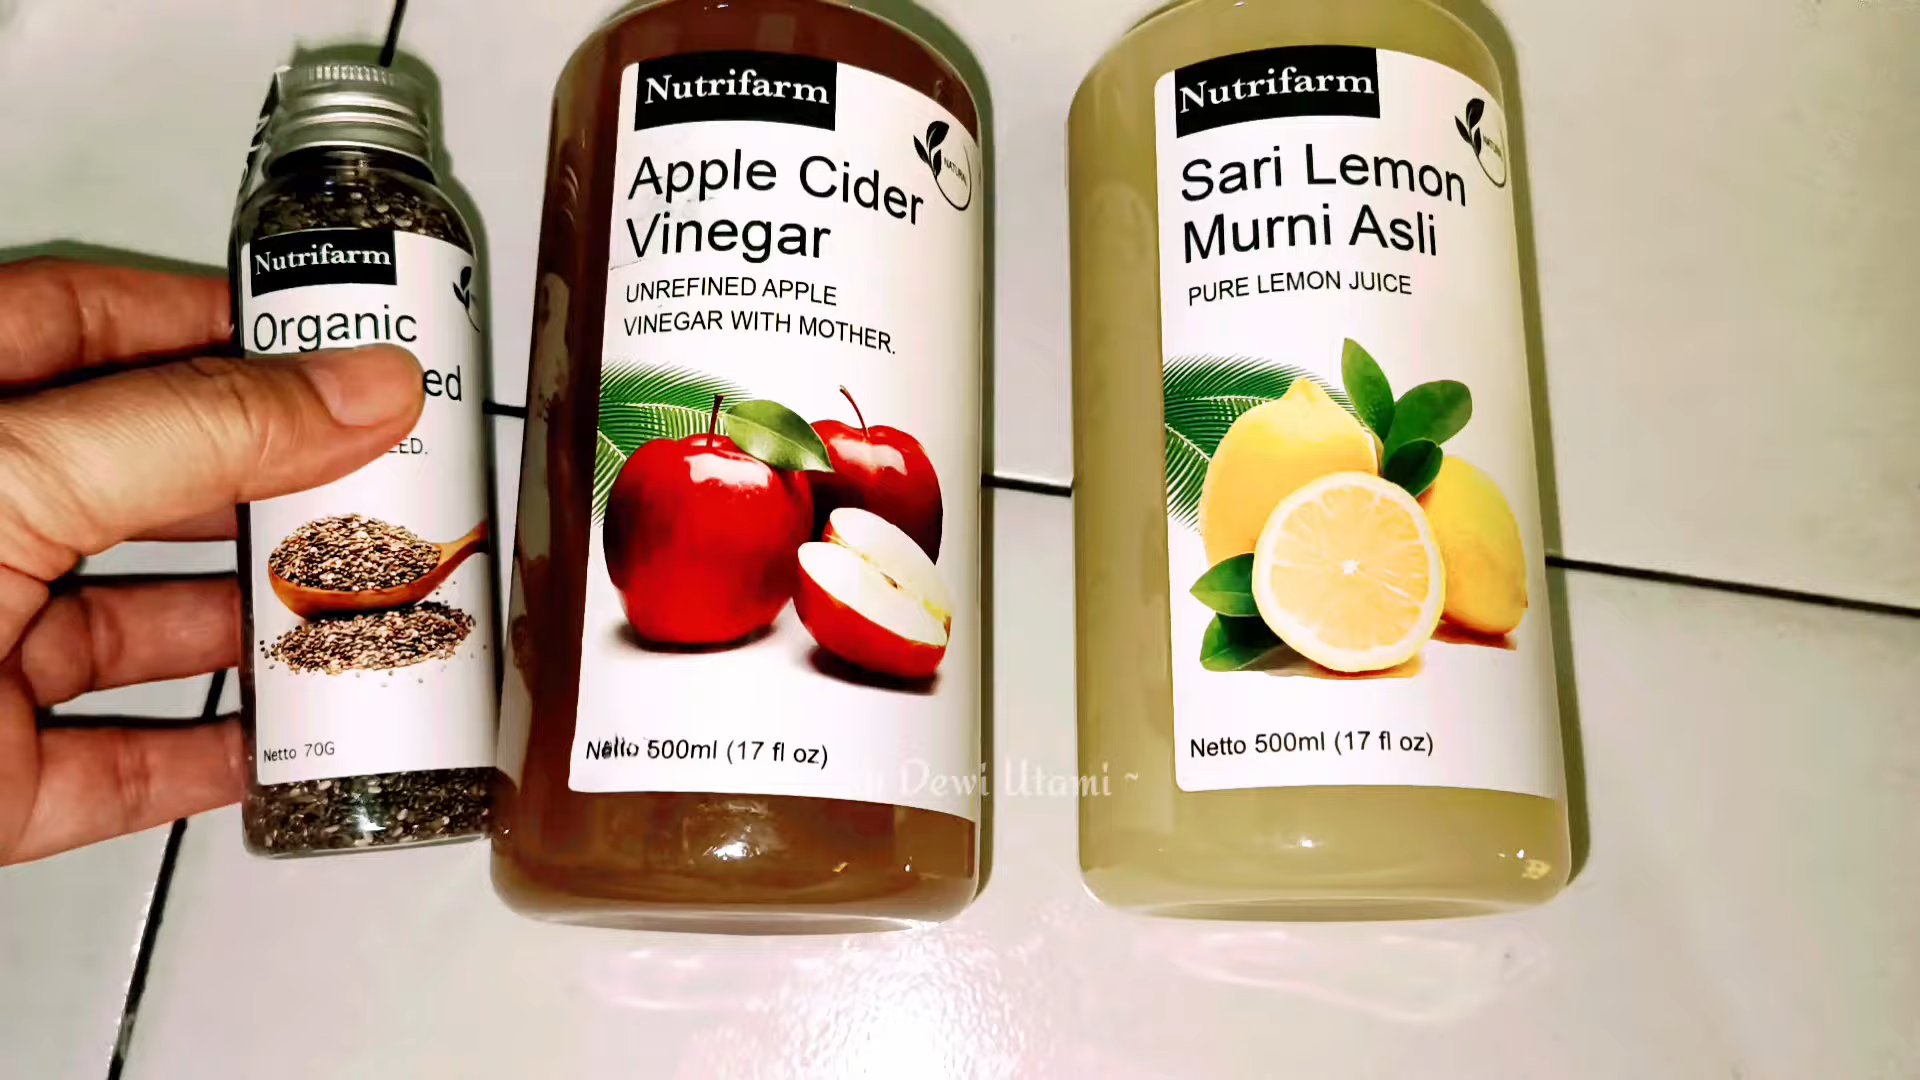 Nutrifarm
Organic
ED.
Netto 70G
Nutrifarm
NATURAL
Apple Cider
Vinegar
UNREFINED APPLE
VINEGAR WITH MOTHER.
Netto 500ml (17 fl oz)
Nutrifarm
Sari Lemon
Murni Asli
PURE LEMON JUICE
Netto 500ml (17 fl oz)
Dewi Utami ~